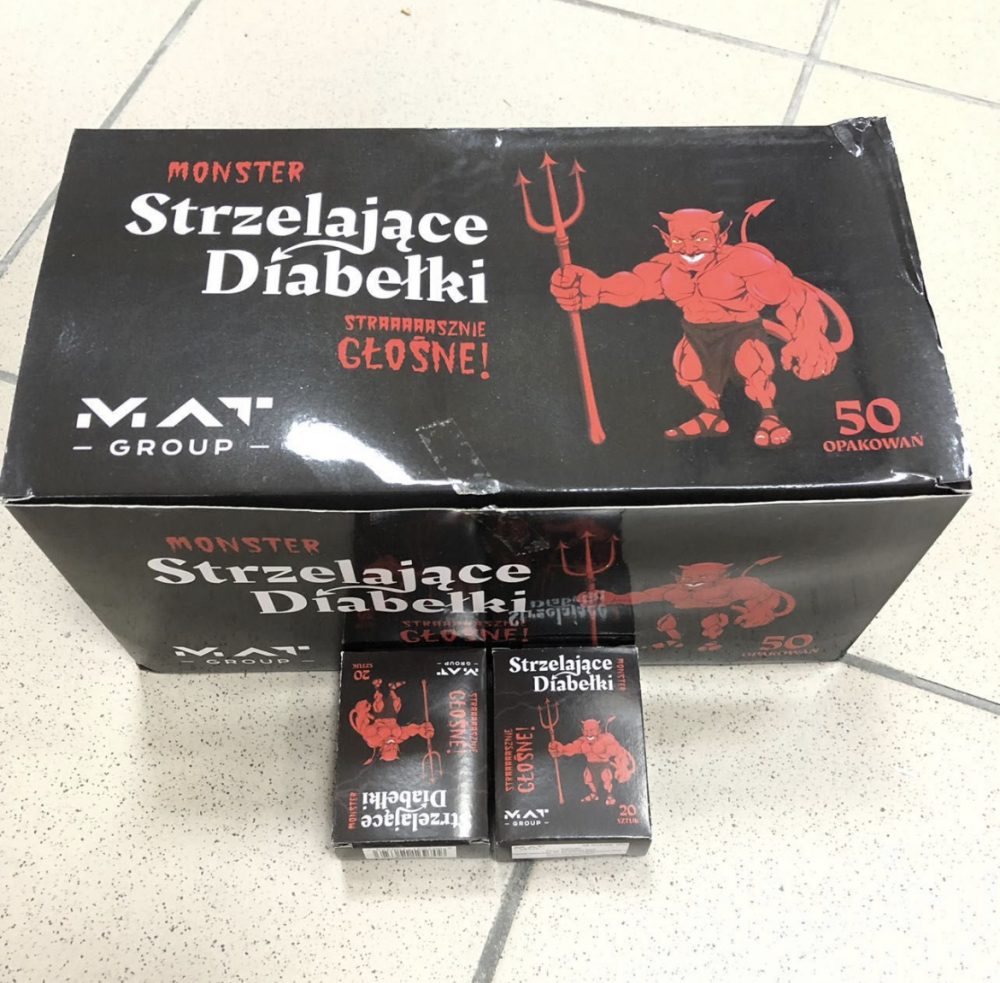 MONSTER
Strzelające
Diabełki
STRAAAAASZNIE
GŁOŚNE!
MAT
GROUP
50
OPAKOWAŃ
MONSTER
Strzelające
Diabełki
GŁOŚNE!
MAT
GROUP
50
OPAKOWAŃ
20
SZTUK
MAT
GROUP
STRAAAAASZNIE
GŁOŚNE!
MONSTER
Strzelające
Diabełki
Strzelające
Diabełki
MONSTER
STRAAAAASZNIE
GŁOŚNE!
MAT
GROUP
20
SZTUK